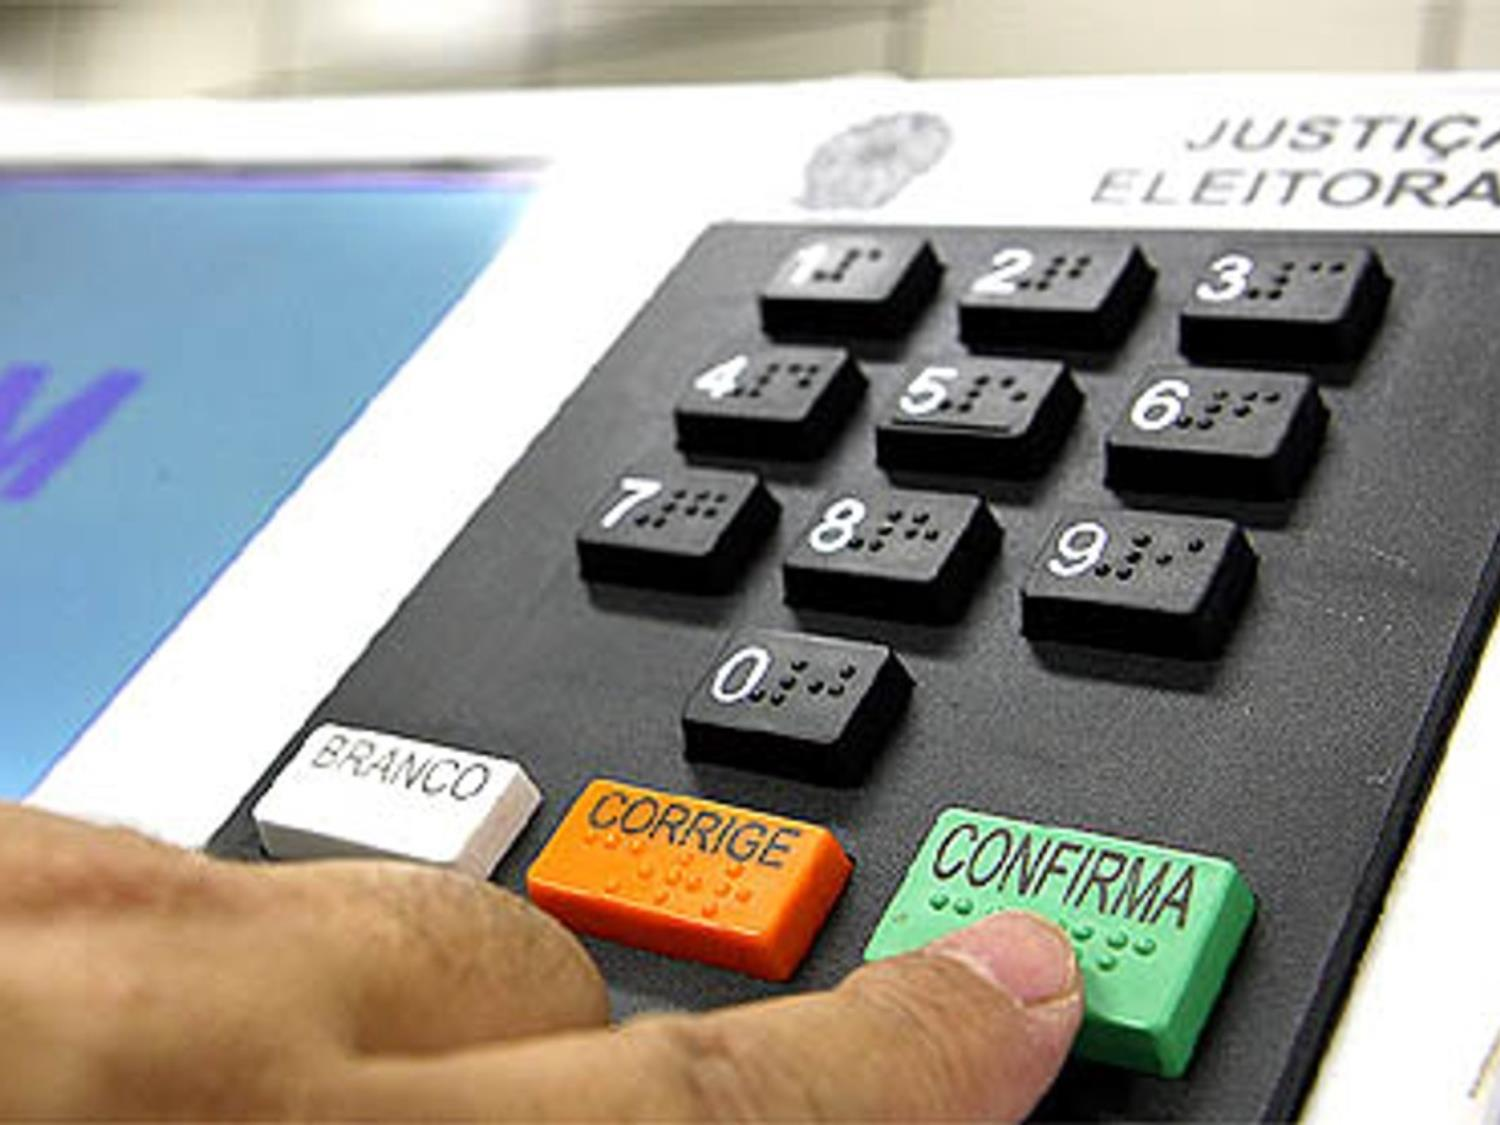 JUSTIÇA
ELEITORA
1 2 3
4 5 6
7 8 9
0
BRANCO CORRIGE CONFIRMA